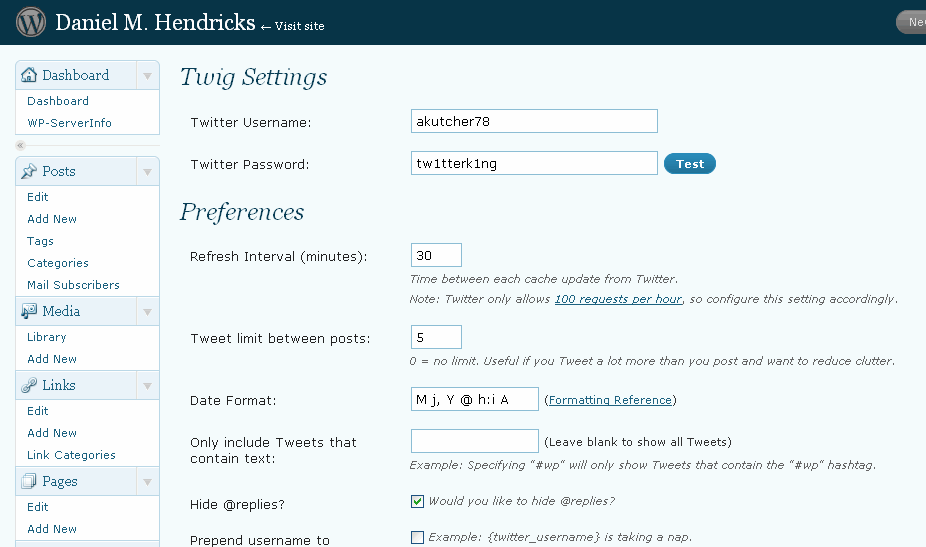 Daniel M. Hendricks ← Visit site
Dashboard
Dashboard
WP-ServerInfo
«
Posts
Edit
Add New
Tags
Categories
Mail Subscribers
Media
Library
Add New
Links
Edit
Add New
Link Categories
Pages
Edit
Add New
Twig Settings
Twitter Username: akutcher78
Twitter Password: tw1tterk1ng Test
Preferences
Refresh Interval (minutes): 30
Time between each cache update from Twitter.
Note: Twitter only allows 100 requests per hour, so configure this setting accordingly.
Tweet limit between posts: 5
0 = no limit. Useful if you Tweet a lot more than you post and want to reduce clutter.
Date Format: M j, Y @ h:i A (Formatting Reference)
Only include Tweets that
contain text: (Leave blank to show all Tweets)
Example: Specifying "#wp" will only show Tweets that contain the "#wp" hashtag.
Hide @replies? Would you like to hide @replies?
Prepend username to Example: {twitter_username} is taking a nap.